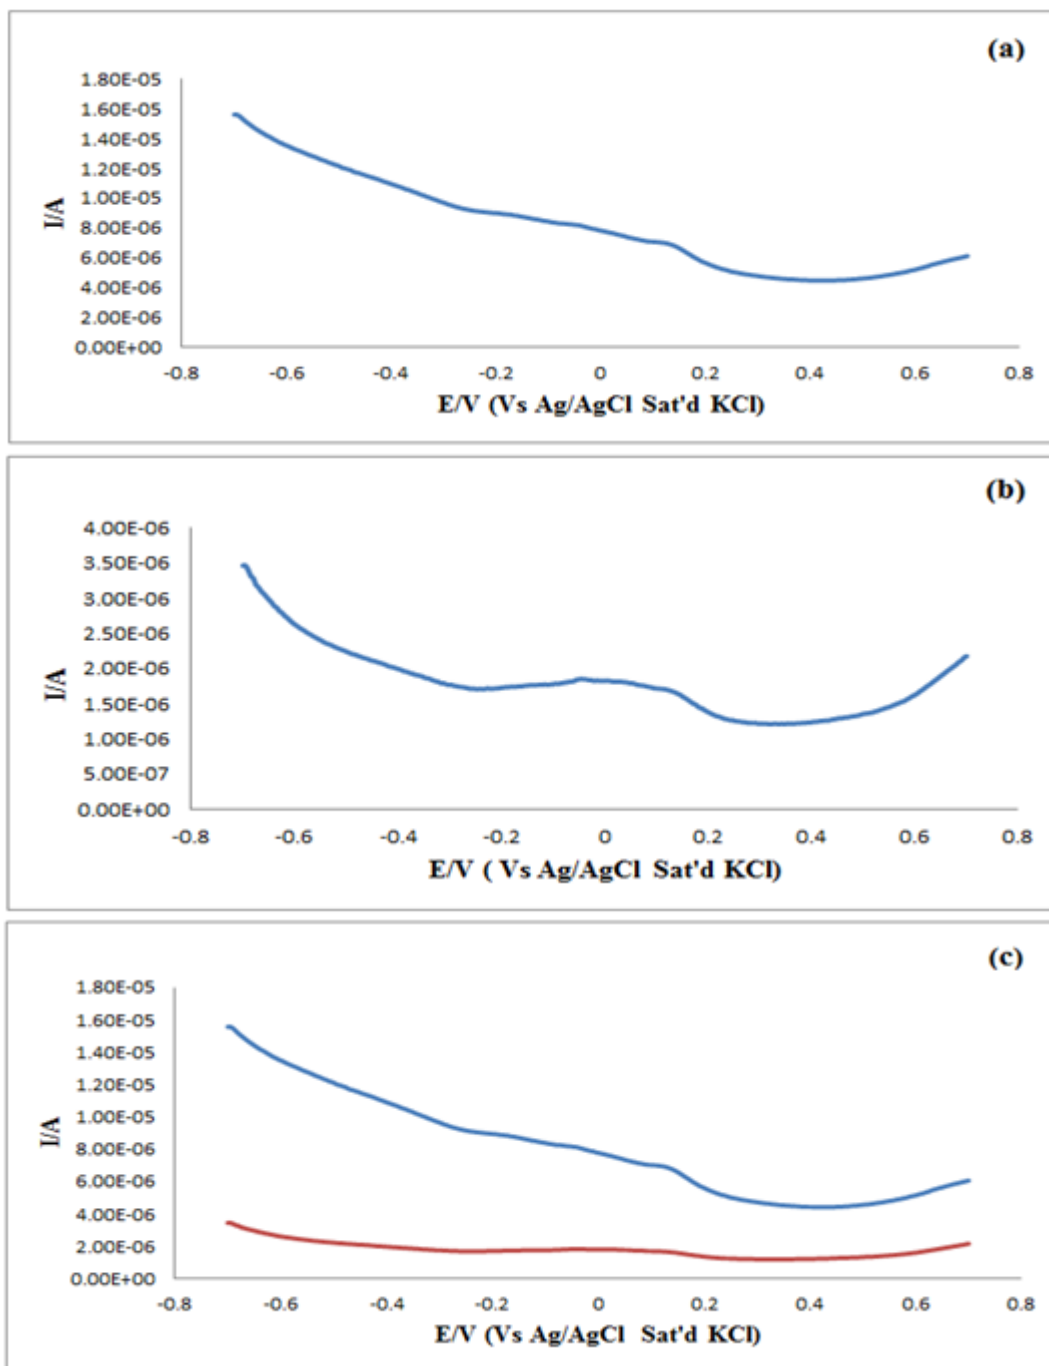 (a)
1.80E-05
1.60E-05
1.40E-05
1.20E-05
1.00E-05
8.00E-06
6.00E-06
4.00E-06
2.00E-06
0.00E+00
I/A
-0.8 -0.6 -0.4 -0.2 0 0.2 0.4 0.6 0.8
E/V (Vs Ag/AgCl Sat'd KCl)
(b)
4.00E-06
3.50E-06
3.00E-06
2.50E-06
2.00E-06
1.50E-06
1.00E-06
5.00E-07
0.00E+00
I/A
-0.8 -0.6 -0.4 -0.2 0 0.2 0.4 0.6 0.8
E/V ( Vs Ag/AgCl Sat'd KCl)
(c)
1.80E-05
1.60E-05
1.40E-05
1.20E-05
1.00E-05
8.00E-06
6.00E-06
4.00E-06
2.00E-06
0.00E+00
I/A
-0.8 -0.6 -0.4 -0.2 0 0.2 0.4 0.6 0.8
E/V (Vs Ag/AgCl Sat'd KCl)